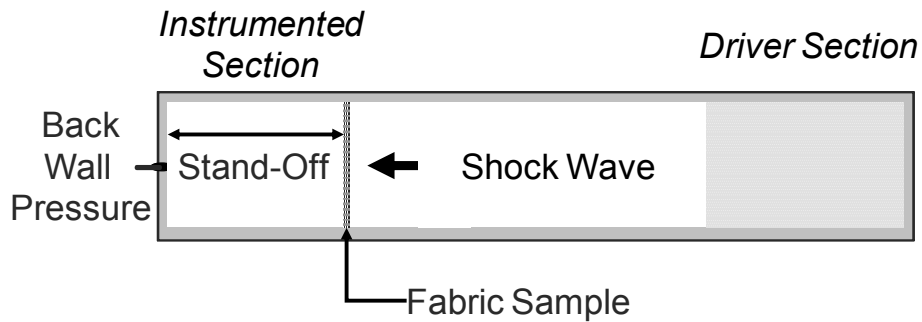 Instrumented
Section
Driver Section
Back
Wall
Pressure
Stand-Off
Shock Wave
Fabric Sample